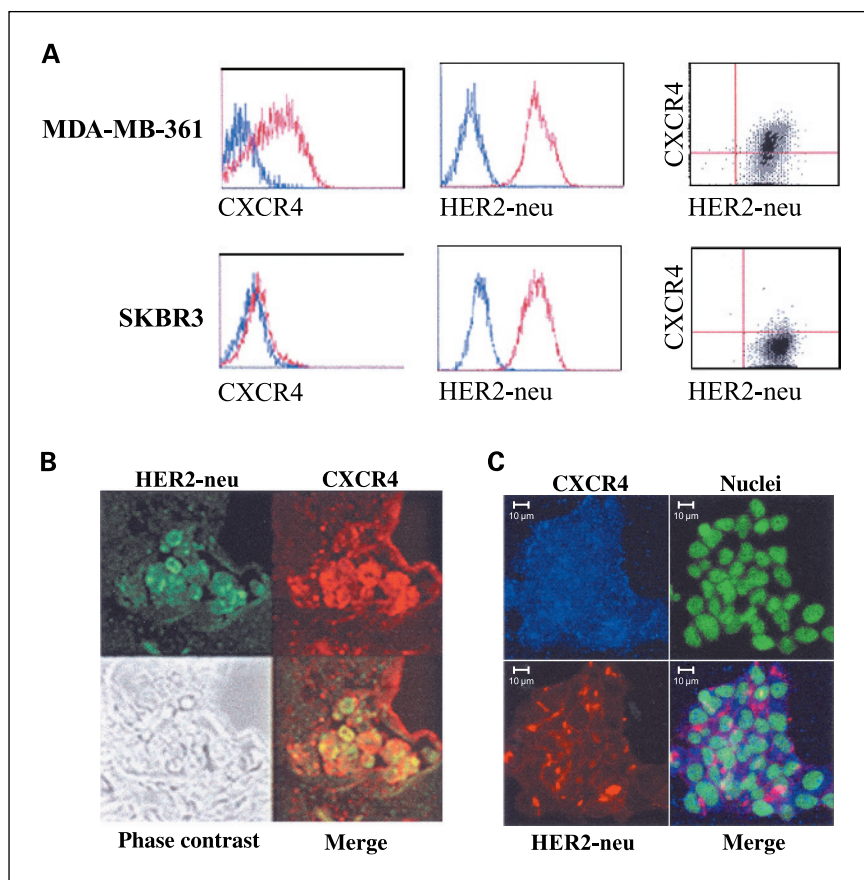 A
MDA-MB-361
CXCR4
CXCR4
HER2-neu
HER2-neu
SKBR3
CXCR4
CXCR4
HER2-neu
HER2-neu
B
HER2-neu CXCR4
Phase contrast Merge
C
CXCR4 Nuclei
10 µm 10 µm
10 µm 10 µm
HER2-neu Merge